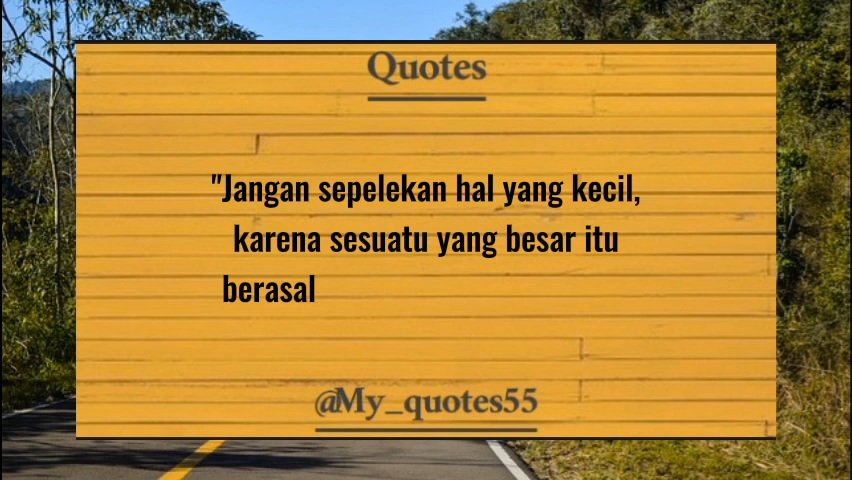 Quotes
"Jangan sepelekan hal yang kecil,
karena sesuatu yang besar itu
berasal
@My_quotes55